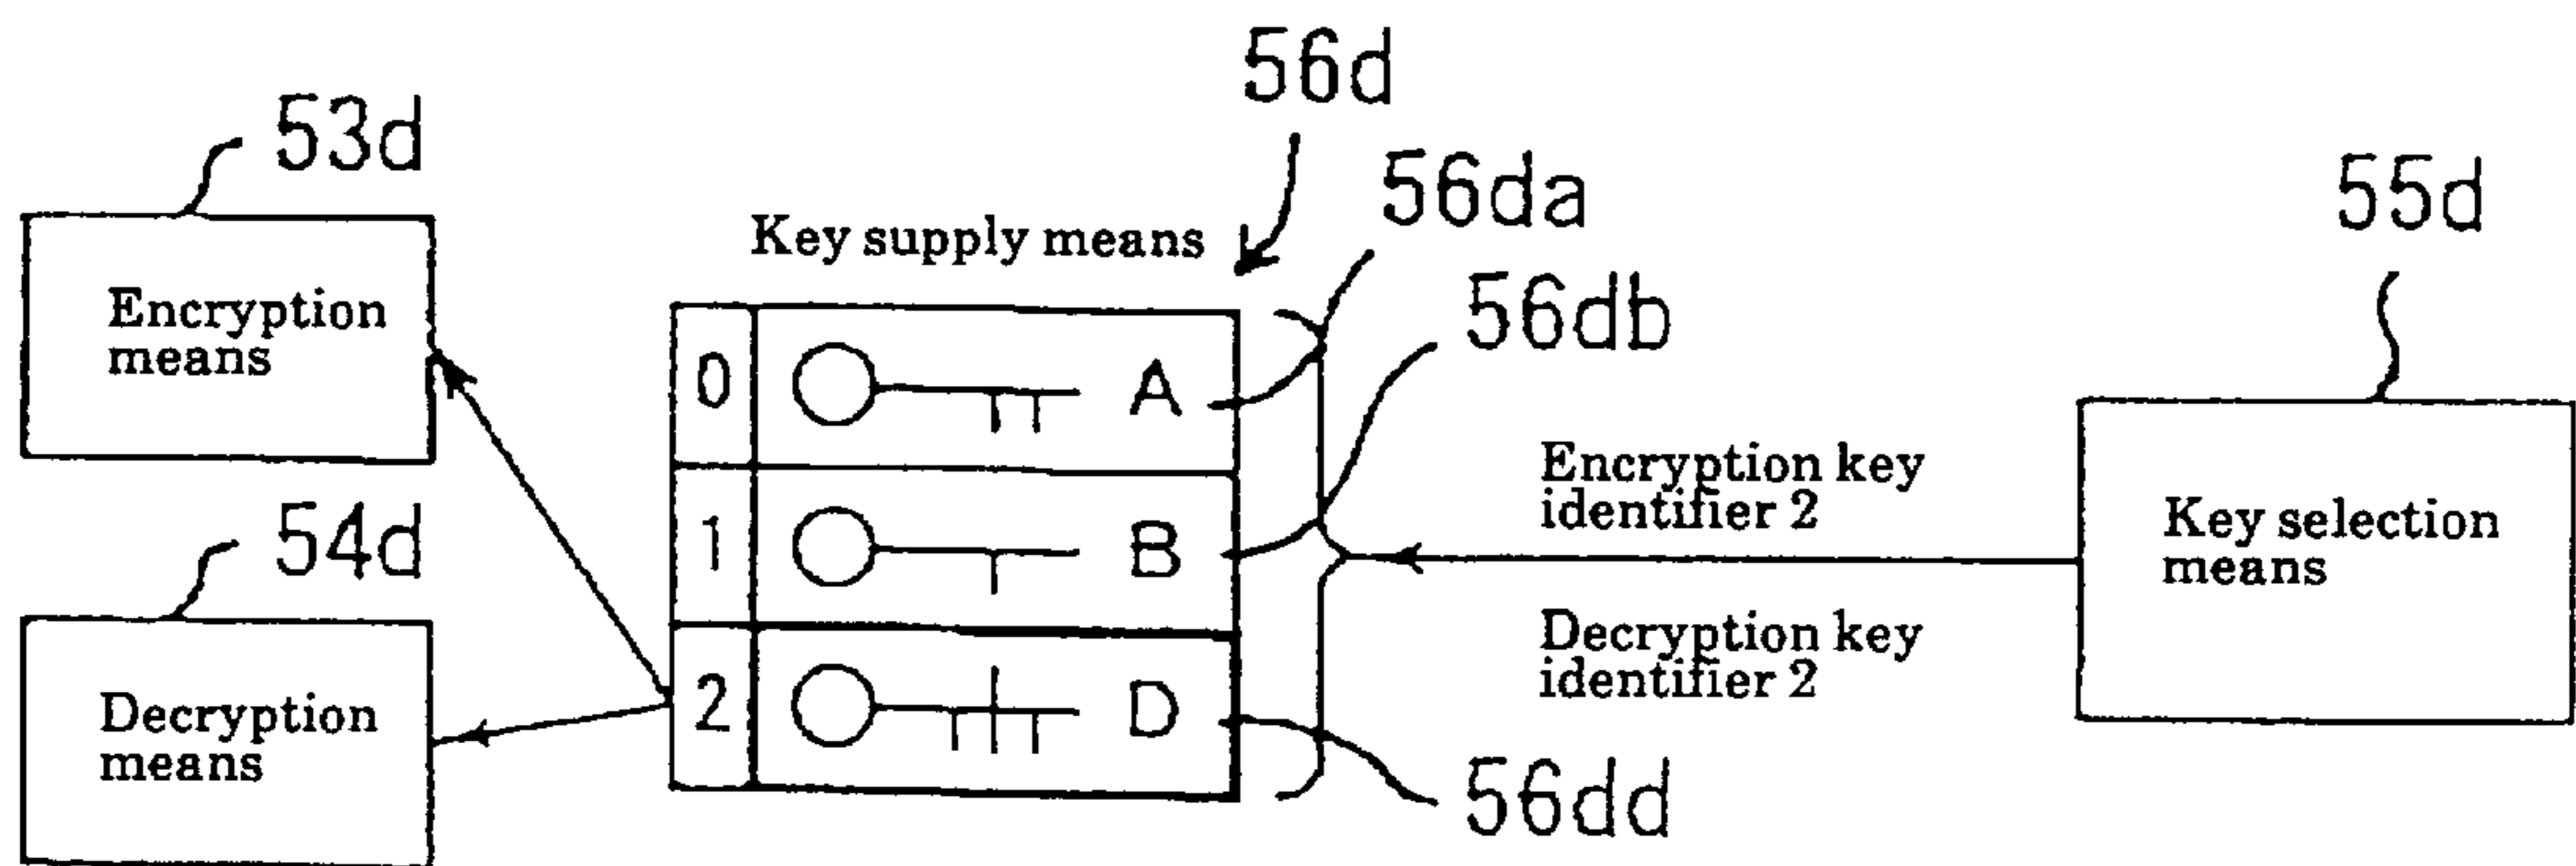 56d
53d
56da
55d
Key supply means
56db
Encryption
means
0 A
Encryption key
identifier 2
Key selection
means
54d
1 B
Decryption key
identifier 2
Decryption
means
2 D
56dd